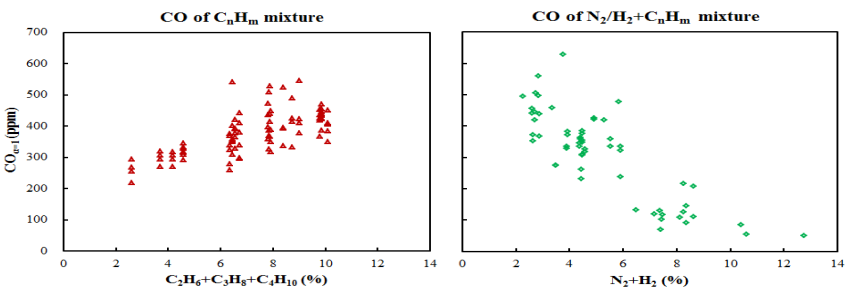 CO of CₙHₘ mixture
700
600
500
400
300
200
100
0
COα=1(ppm)
0 2 4 6 8 10 12 14
C₂H₆+C₃H₈+C₄H₁₀ (%)
CO of N₂/H₂+CₙHₘ mixture
0 2 4 6 8 10 12 14
N₂+H₂ (%)